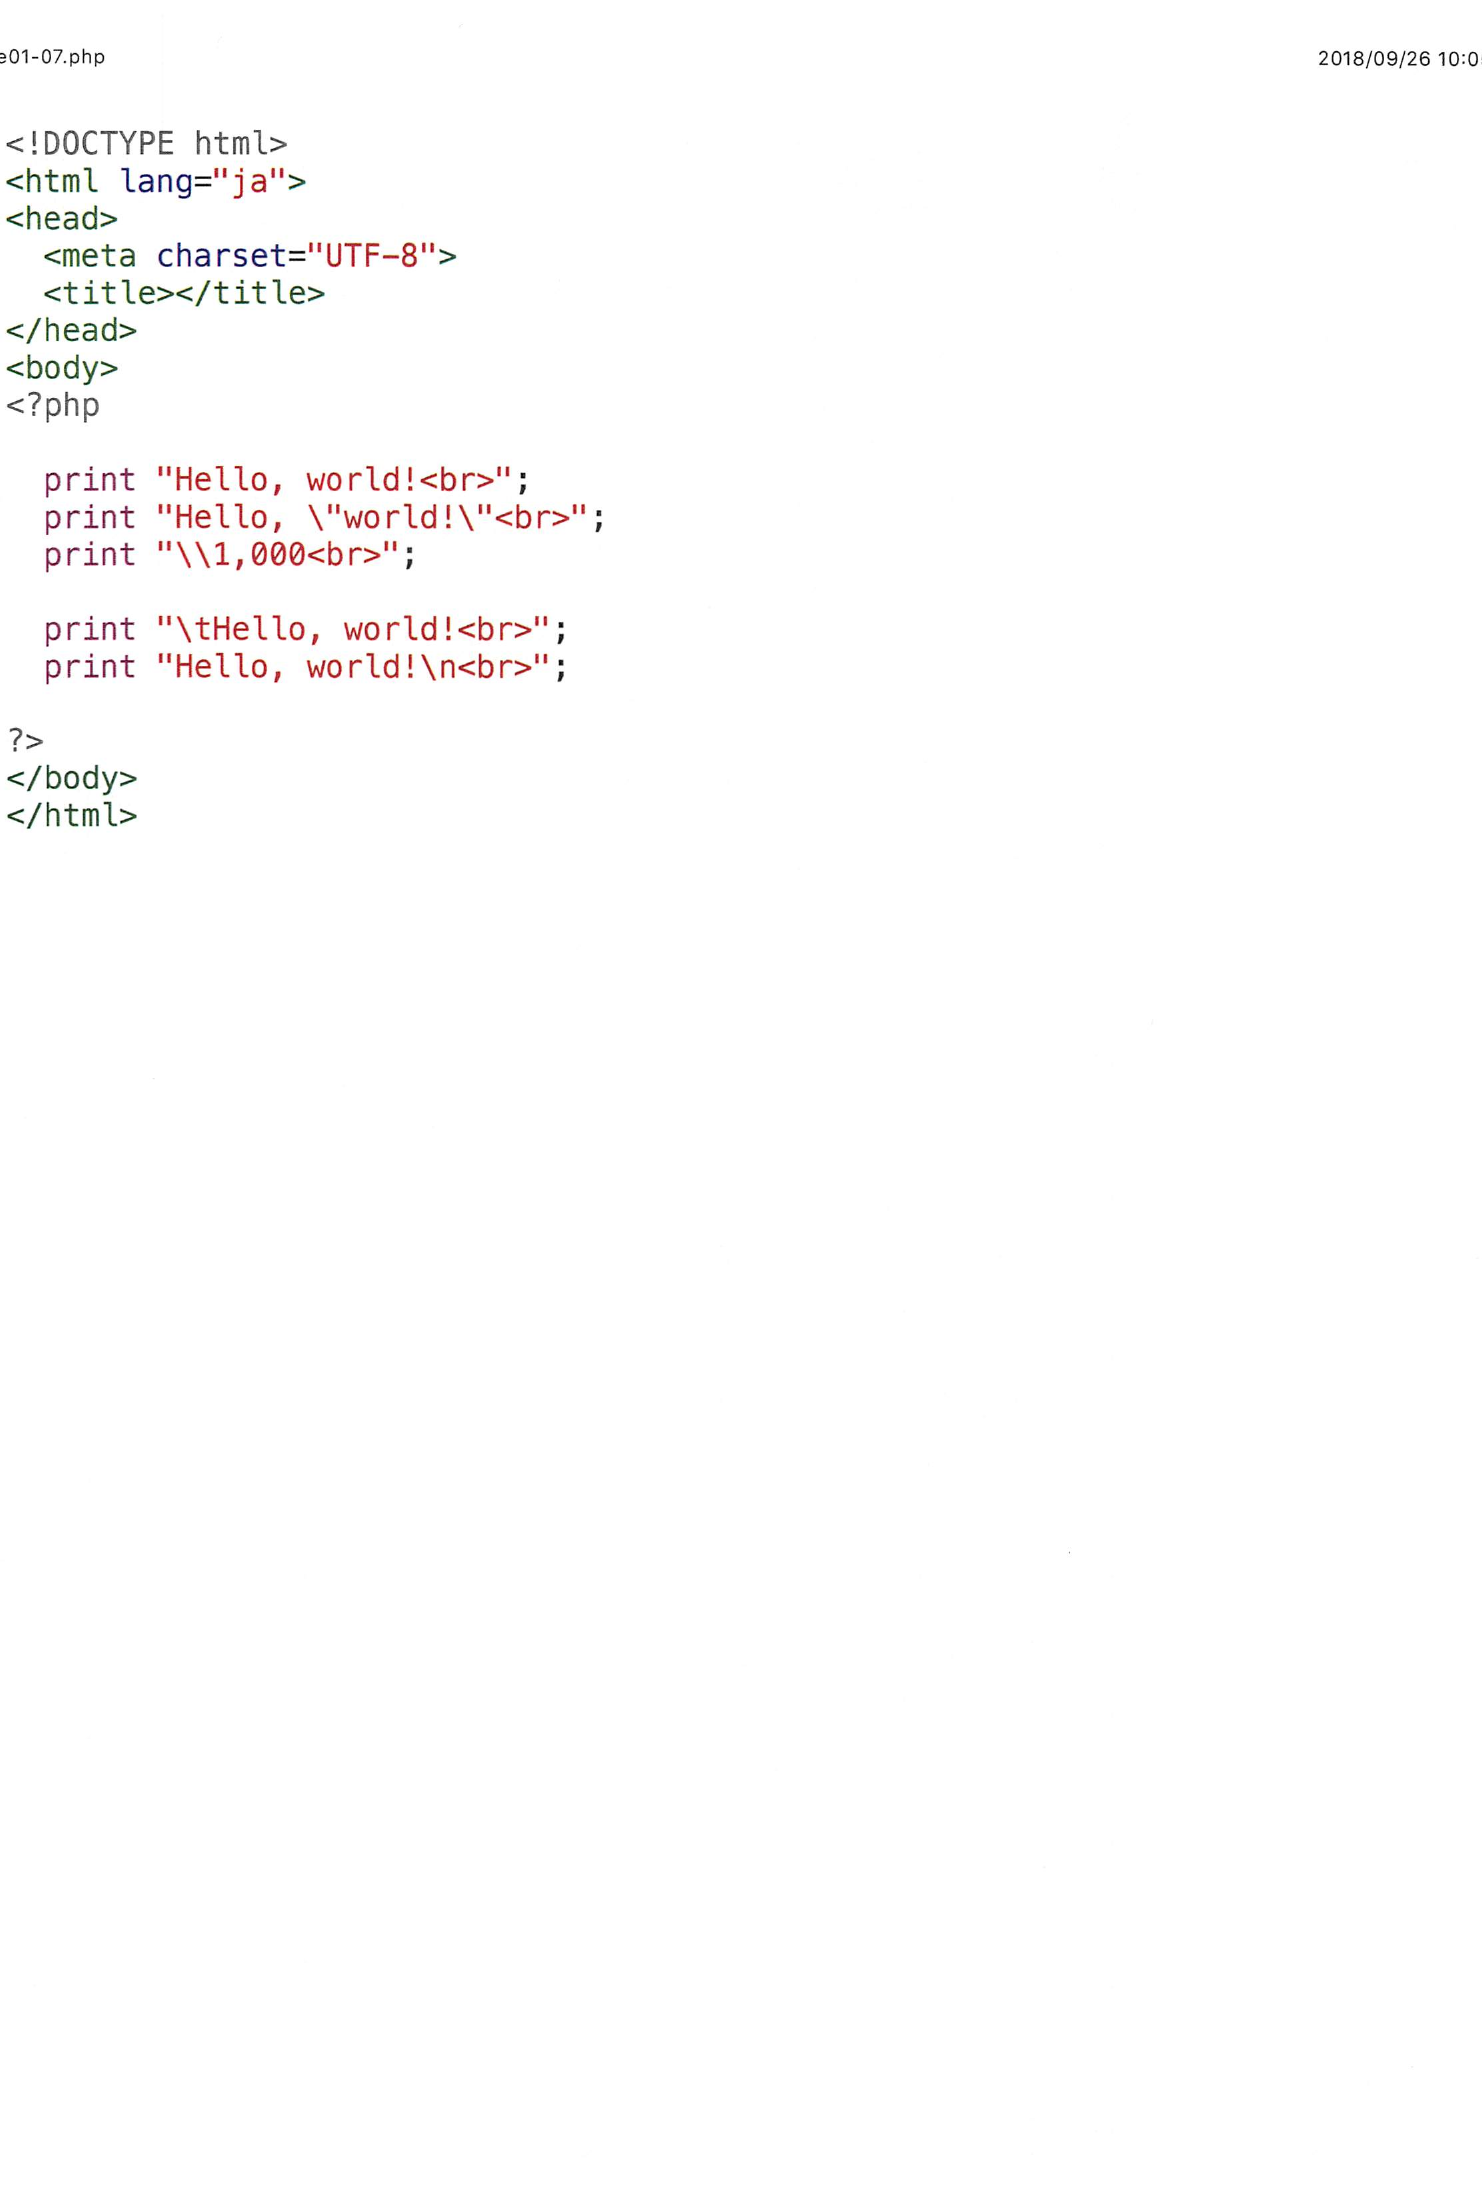 e01-07.php
2018/09/26 10:0
<!DOCTYPE html>
<html lang="ja">
<head>
  <meta charset="UTF-8">
  <title></title>
</head>
<body>
<?php

  print "Hello, world!<br>";
  print "Hello, \"world!\"<br>";
  print "\\1,000<br>";

  print "\tHello, world!<br>";
  print "Hello, world!\n<br>";

?>
</body>
</html>